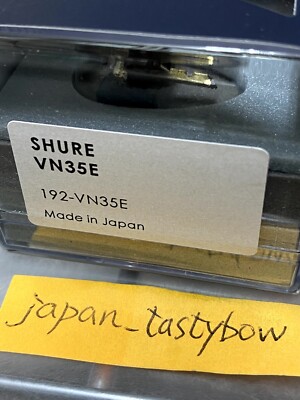 SHURE
VN35E
192-VN35E
Made in Japan
japan_tastybow